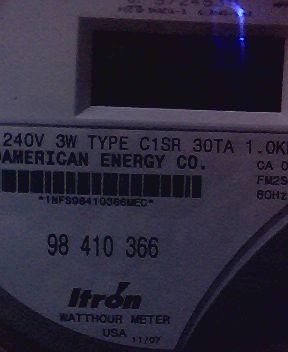 240V 3W TYPE C1SR 30TA 1.0K
AMERICAN ENERGY CO.
CA 0
FM2S
60Hz
*1NFS98410366MEC*
98 410 366
Itron
WATTHOUR METER
USA 11/07